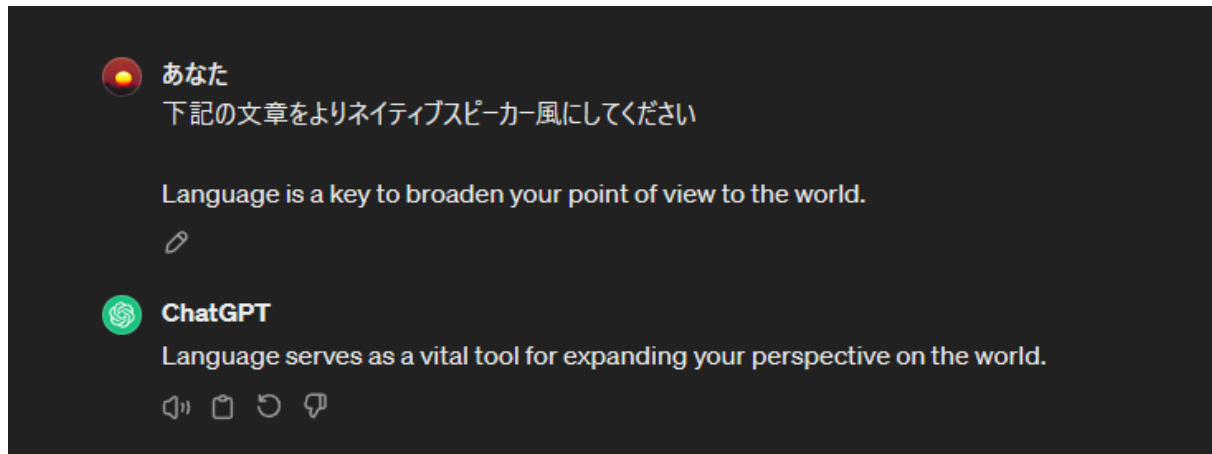 あなた
下記の文章をよりネイティブスピーカー風にしてください
Language is a key to broaden your point of view to the world.
ChatGPT
Language serves as a vital tool for expanding your perspective on the world.